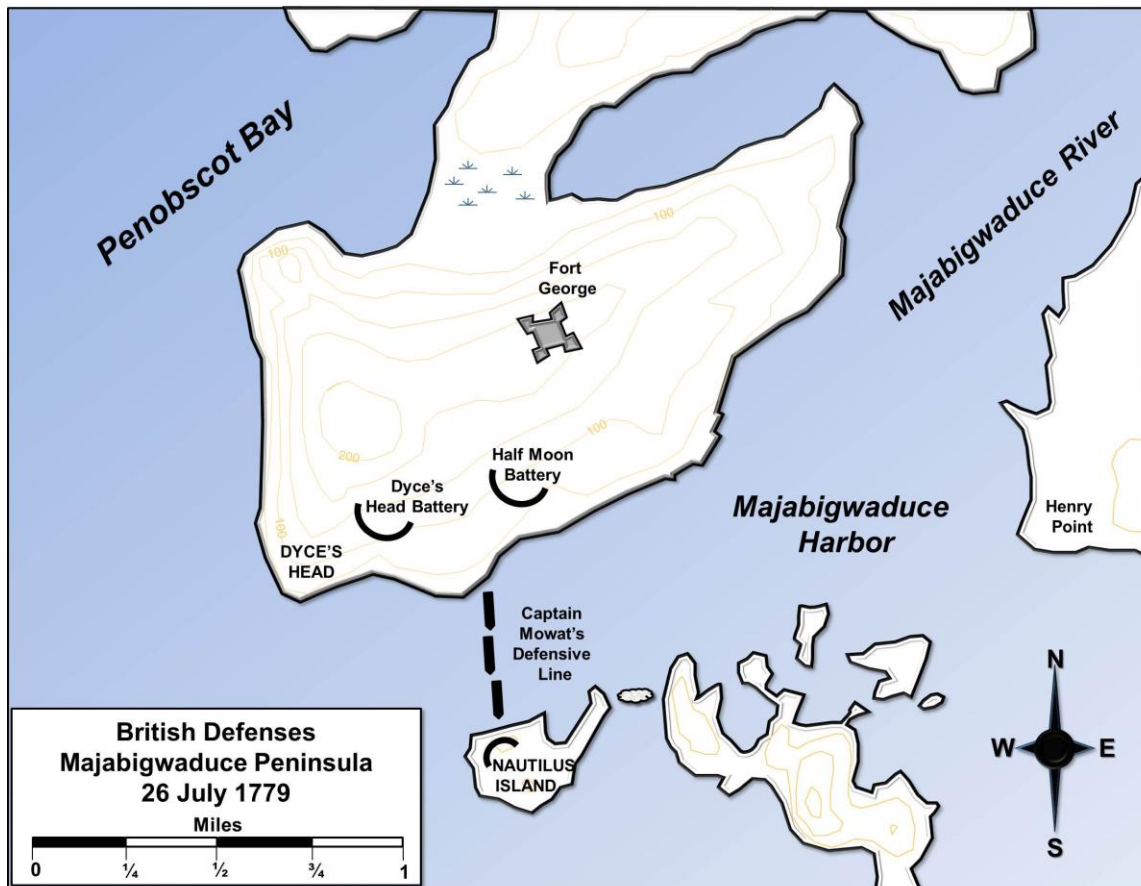 Penobscot Bay
Majabigwaduce River
100
100
Fort
George
100
200
Half Moon
Battery
Dyce's
Head Battery
100
DYCE'S
HEAD
Majabigwaduce
Harbor
Henry
Point
Captain
Mowat's
Defensive
Line
NAUTILUS
ISLAND
N
W
E
S
British Defenses
Majabigwaduce Peninsula
26 July 1779
Miles
0 ¼ ½ ¾ 1